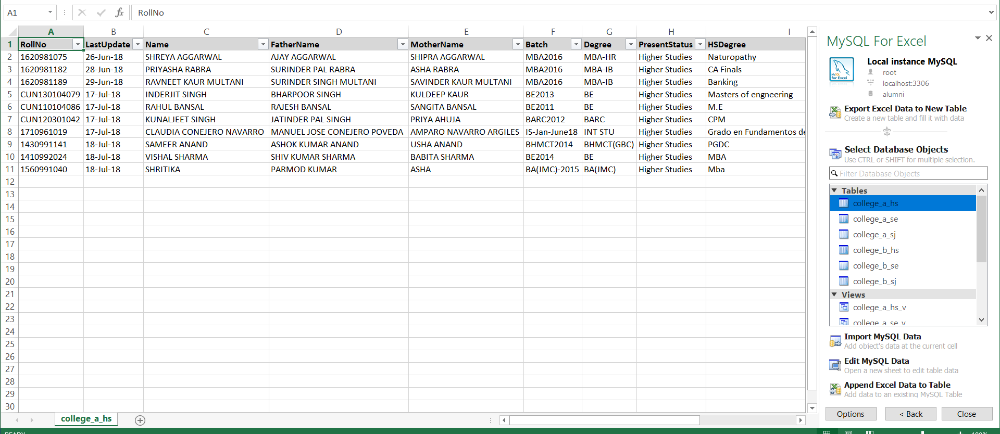 A1
fx
RollNo
A B C D E F G H I
1 RollNo LastUpdate Name FatherName MotherName Batch Degree PresentStatus HSDegree
2 1620981075 26-Jun-18 SHREYA AGGARWAL AJAY AGGARWAL SHIPRA AGGARWAL MBA2016 MBA-HR Higher Studies Naturopathy
3 1620981182 28-Jun-18 PRIYASHA RABRA SURINDER PAL RABRA ASHA RABRA MBA2016 MBA-IB Higher Studies CA Finals
4 1620981189 29-Jun-18 RAVNEET KAUR MULTANI SURINDER SINGH MULTANI SAVINDER KAUR MULTANI MBA2016 MBA-IB Higher Studies Banking
5 CUN130104079 17-Jul-18 INDERJIT SINGH BHARPOOR SINGH KULDEEP KAUR BE2013 BE Higher Studies Masters of engneering
6 CUN110104086 17-Jul-18 RAHUL BANSAL RAJESH BANSAL SANGITA BANSAL BE2011 BE Higher Studies M.E
7 CUN120301042 17-Jul-18 KUNALJEET SINGH JATINDER PAL SINGH PRIYA AHUJA BARC2012 BARC Higher Studies CPM
8 1710961019 17-Jul-18 CLAUDIA CONEJERO NAVARRO MANUEL JOSE CONEJERO POVEDA AMPARO NAVARRO ARGILES IS-Jan-June18 INT STU Higher Studies Grado en Fundamentos de
9 1430991141 18-Jul-18 SAMEER ANAND ASHOK KUMAR ANAND USHA ANAND BHMCT2014 BHMCT(GBC) Higher Studies PGDC
10 1410992024 18-Jul-18 VISHAL SHARMA SHIV KUMAR SHARMA BABITA SHARMA BE2014 BE Higher Studies MBA
11 1560991040 18-Jul-18 SHRITIKA PARMOD KUMAR ASHA BA(JMC)-2015 BA(JMC) Higher Studies Mba
12
13
14
15
16
17
18
19
20
21
22
23
24
25
26
27
28
29
30
college_a_hs
READY
100%
MySQL For Excel
MySQL
for Excel
Local instance MySQL
root
localhost:3306
alumni
Export Excel Data to New Table
Create a new table and fill it with data
Select Database Objects
Use CTRL or SHIFT for multiple selection.
Filter Database Objects
Tables
college_a_hs
college_a_se
college_a_sj
college_b_hs
college_b_se
college_b_sj
Views
college_a_hs_v
college_a_se_v
Import MySQL Data
Add object's data at the current cell
Edit MySQL Data
Open a new sheet to edit table data
Append Excel Data to Table
Add data to an existing MySQL Table
Options
< Back
Close